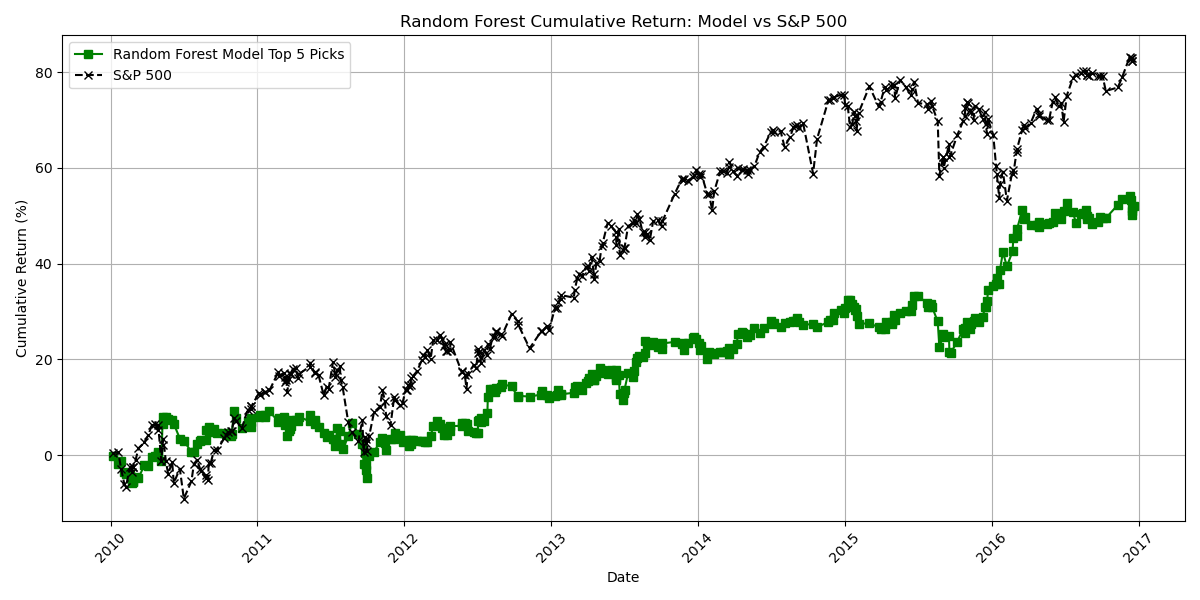 Random Forest Cumulative Return: Model vs S&P 500
Random Forest Model Top 5 Picks
S&P 500
Cumulative Return (%)
80
60
40
20
0
2010
2011
2012
2013
2014
2015
2016
2017
Date